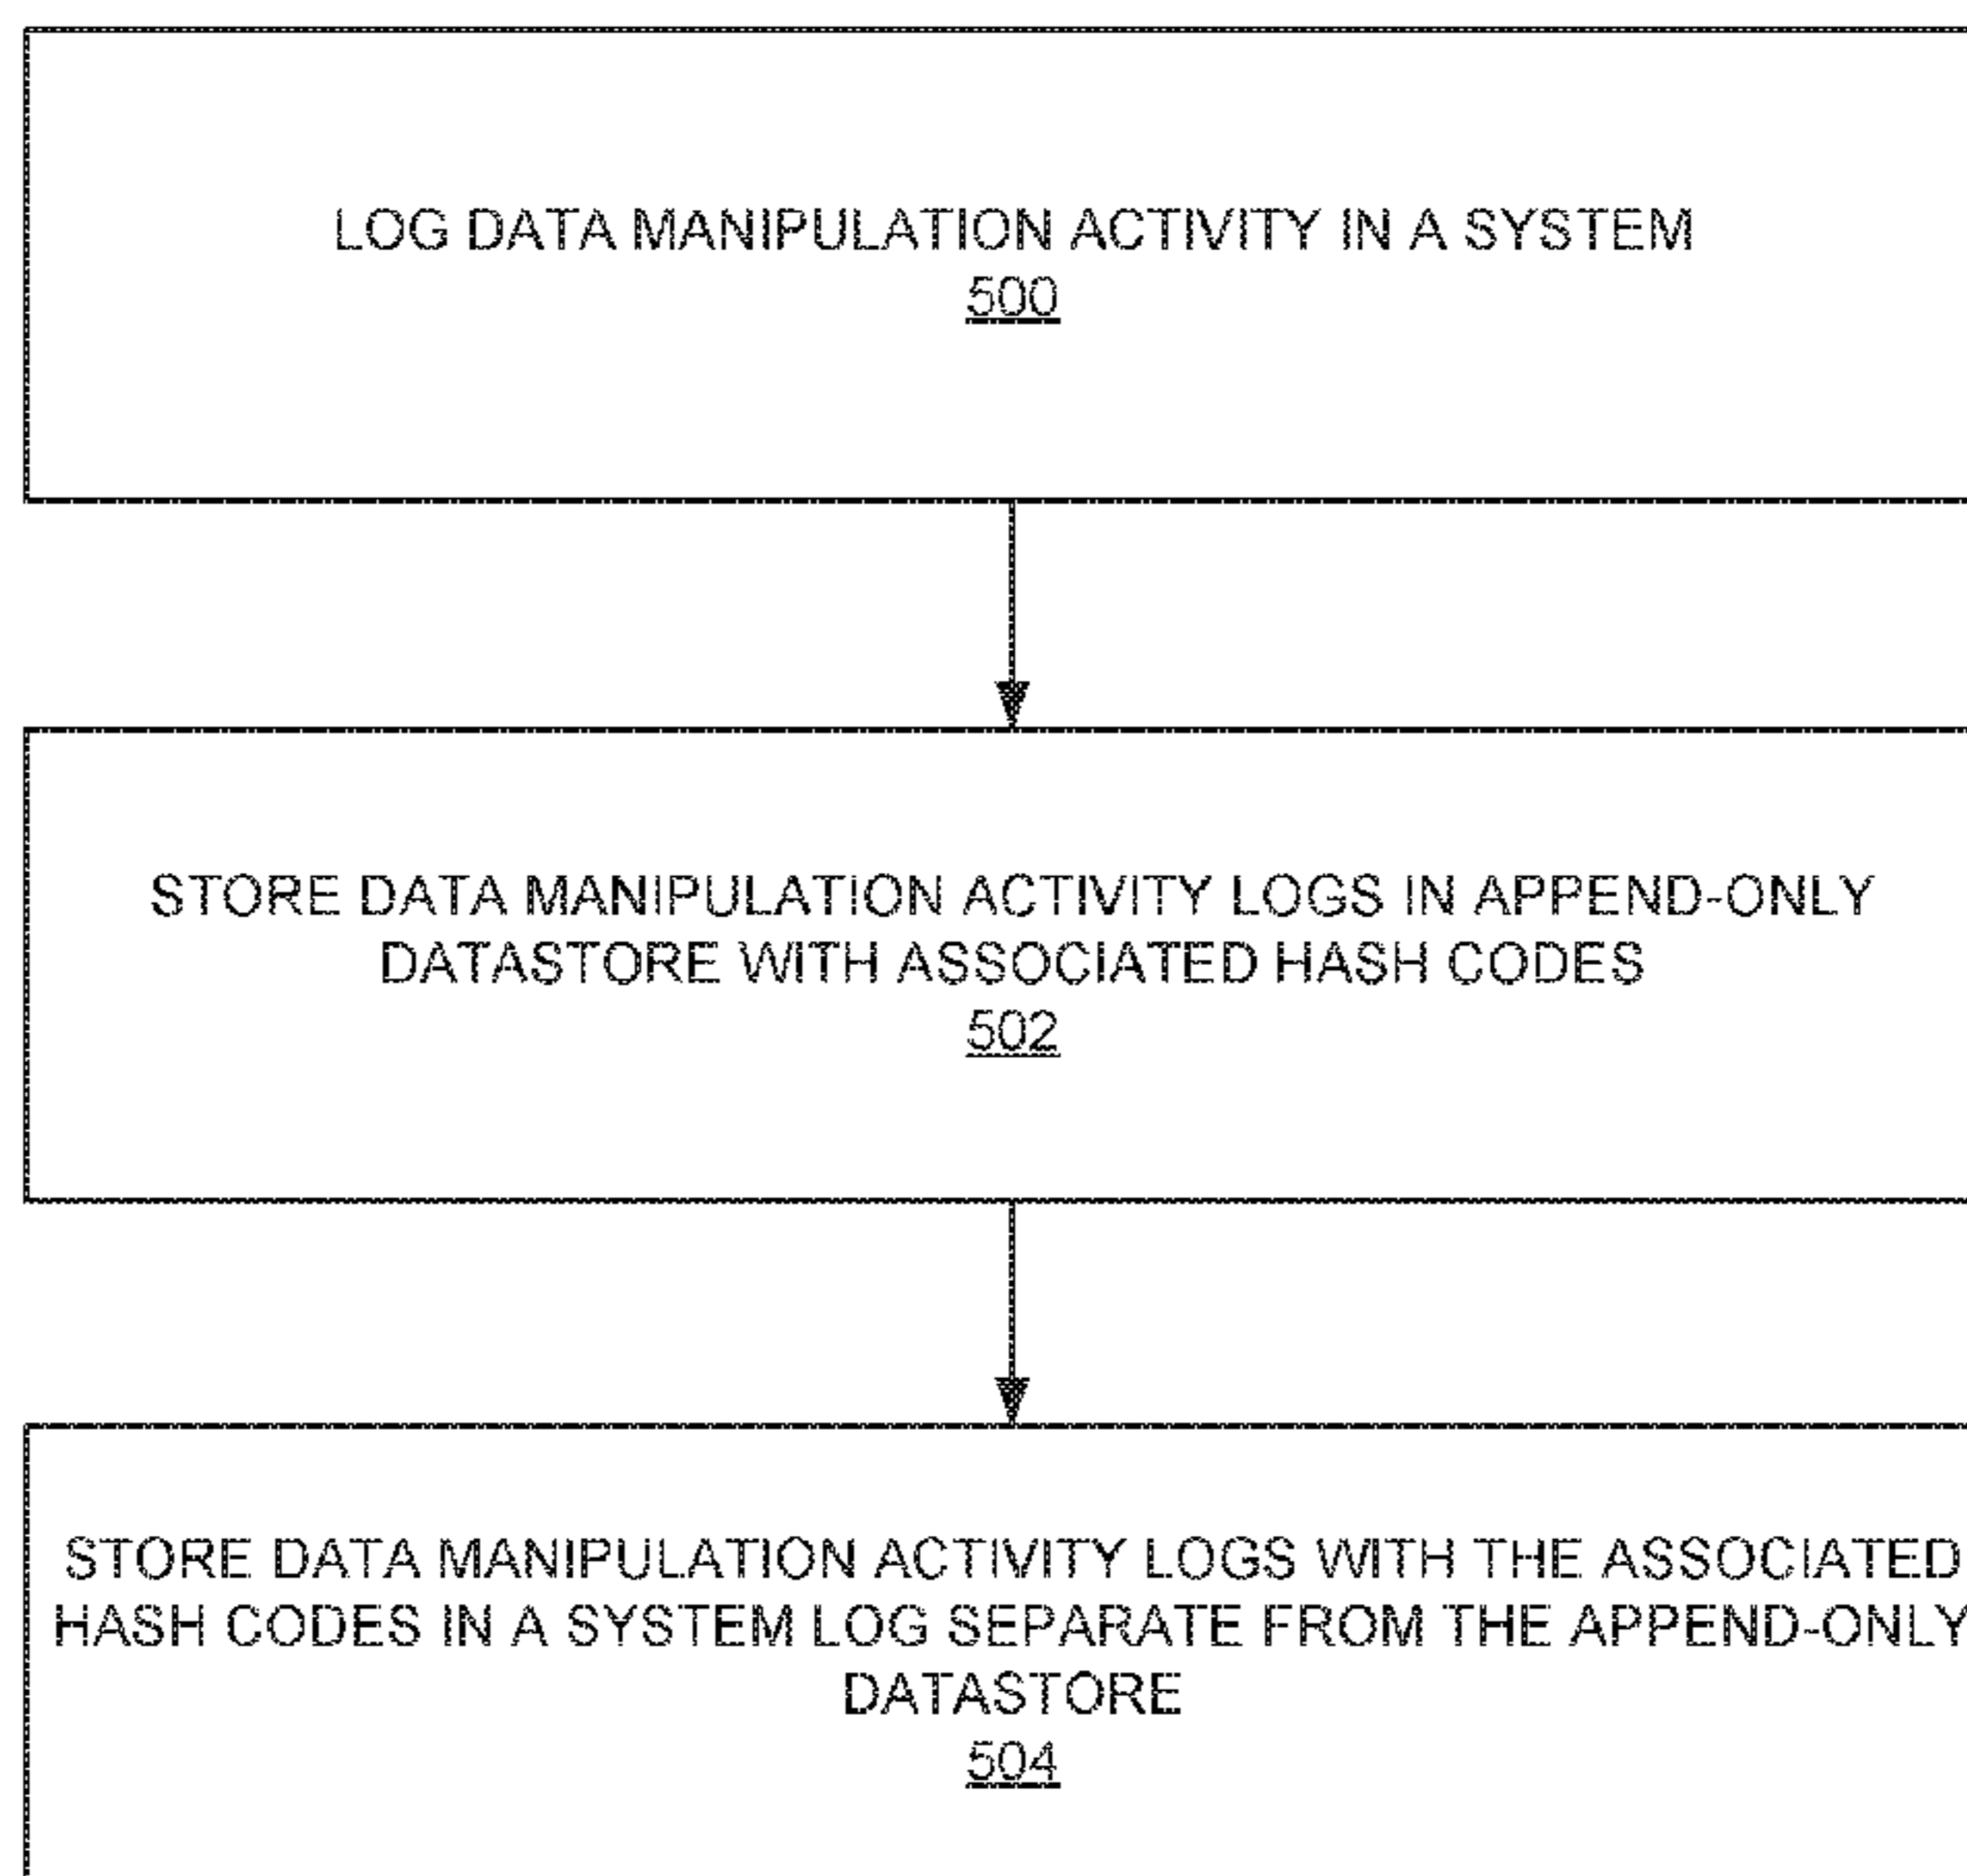 LOG DATA MANIPULATION ACTIVITY IN A SYSTEM
500
STORE DATA MANIPULATION ACTIVITY LOGS IN APPEND-ONLY
DATASTORE WITH ASSOCIATED HASH CODES
502
STORE DATA MANIPULATION ACTIVITY LOGS WITH THE ASSOCIATED
HASH CODES IN A SYSTEM LOG SEPARATE FROM THE APPEND-ONLY
DATASTORE
504